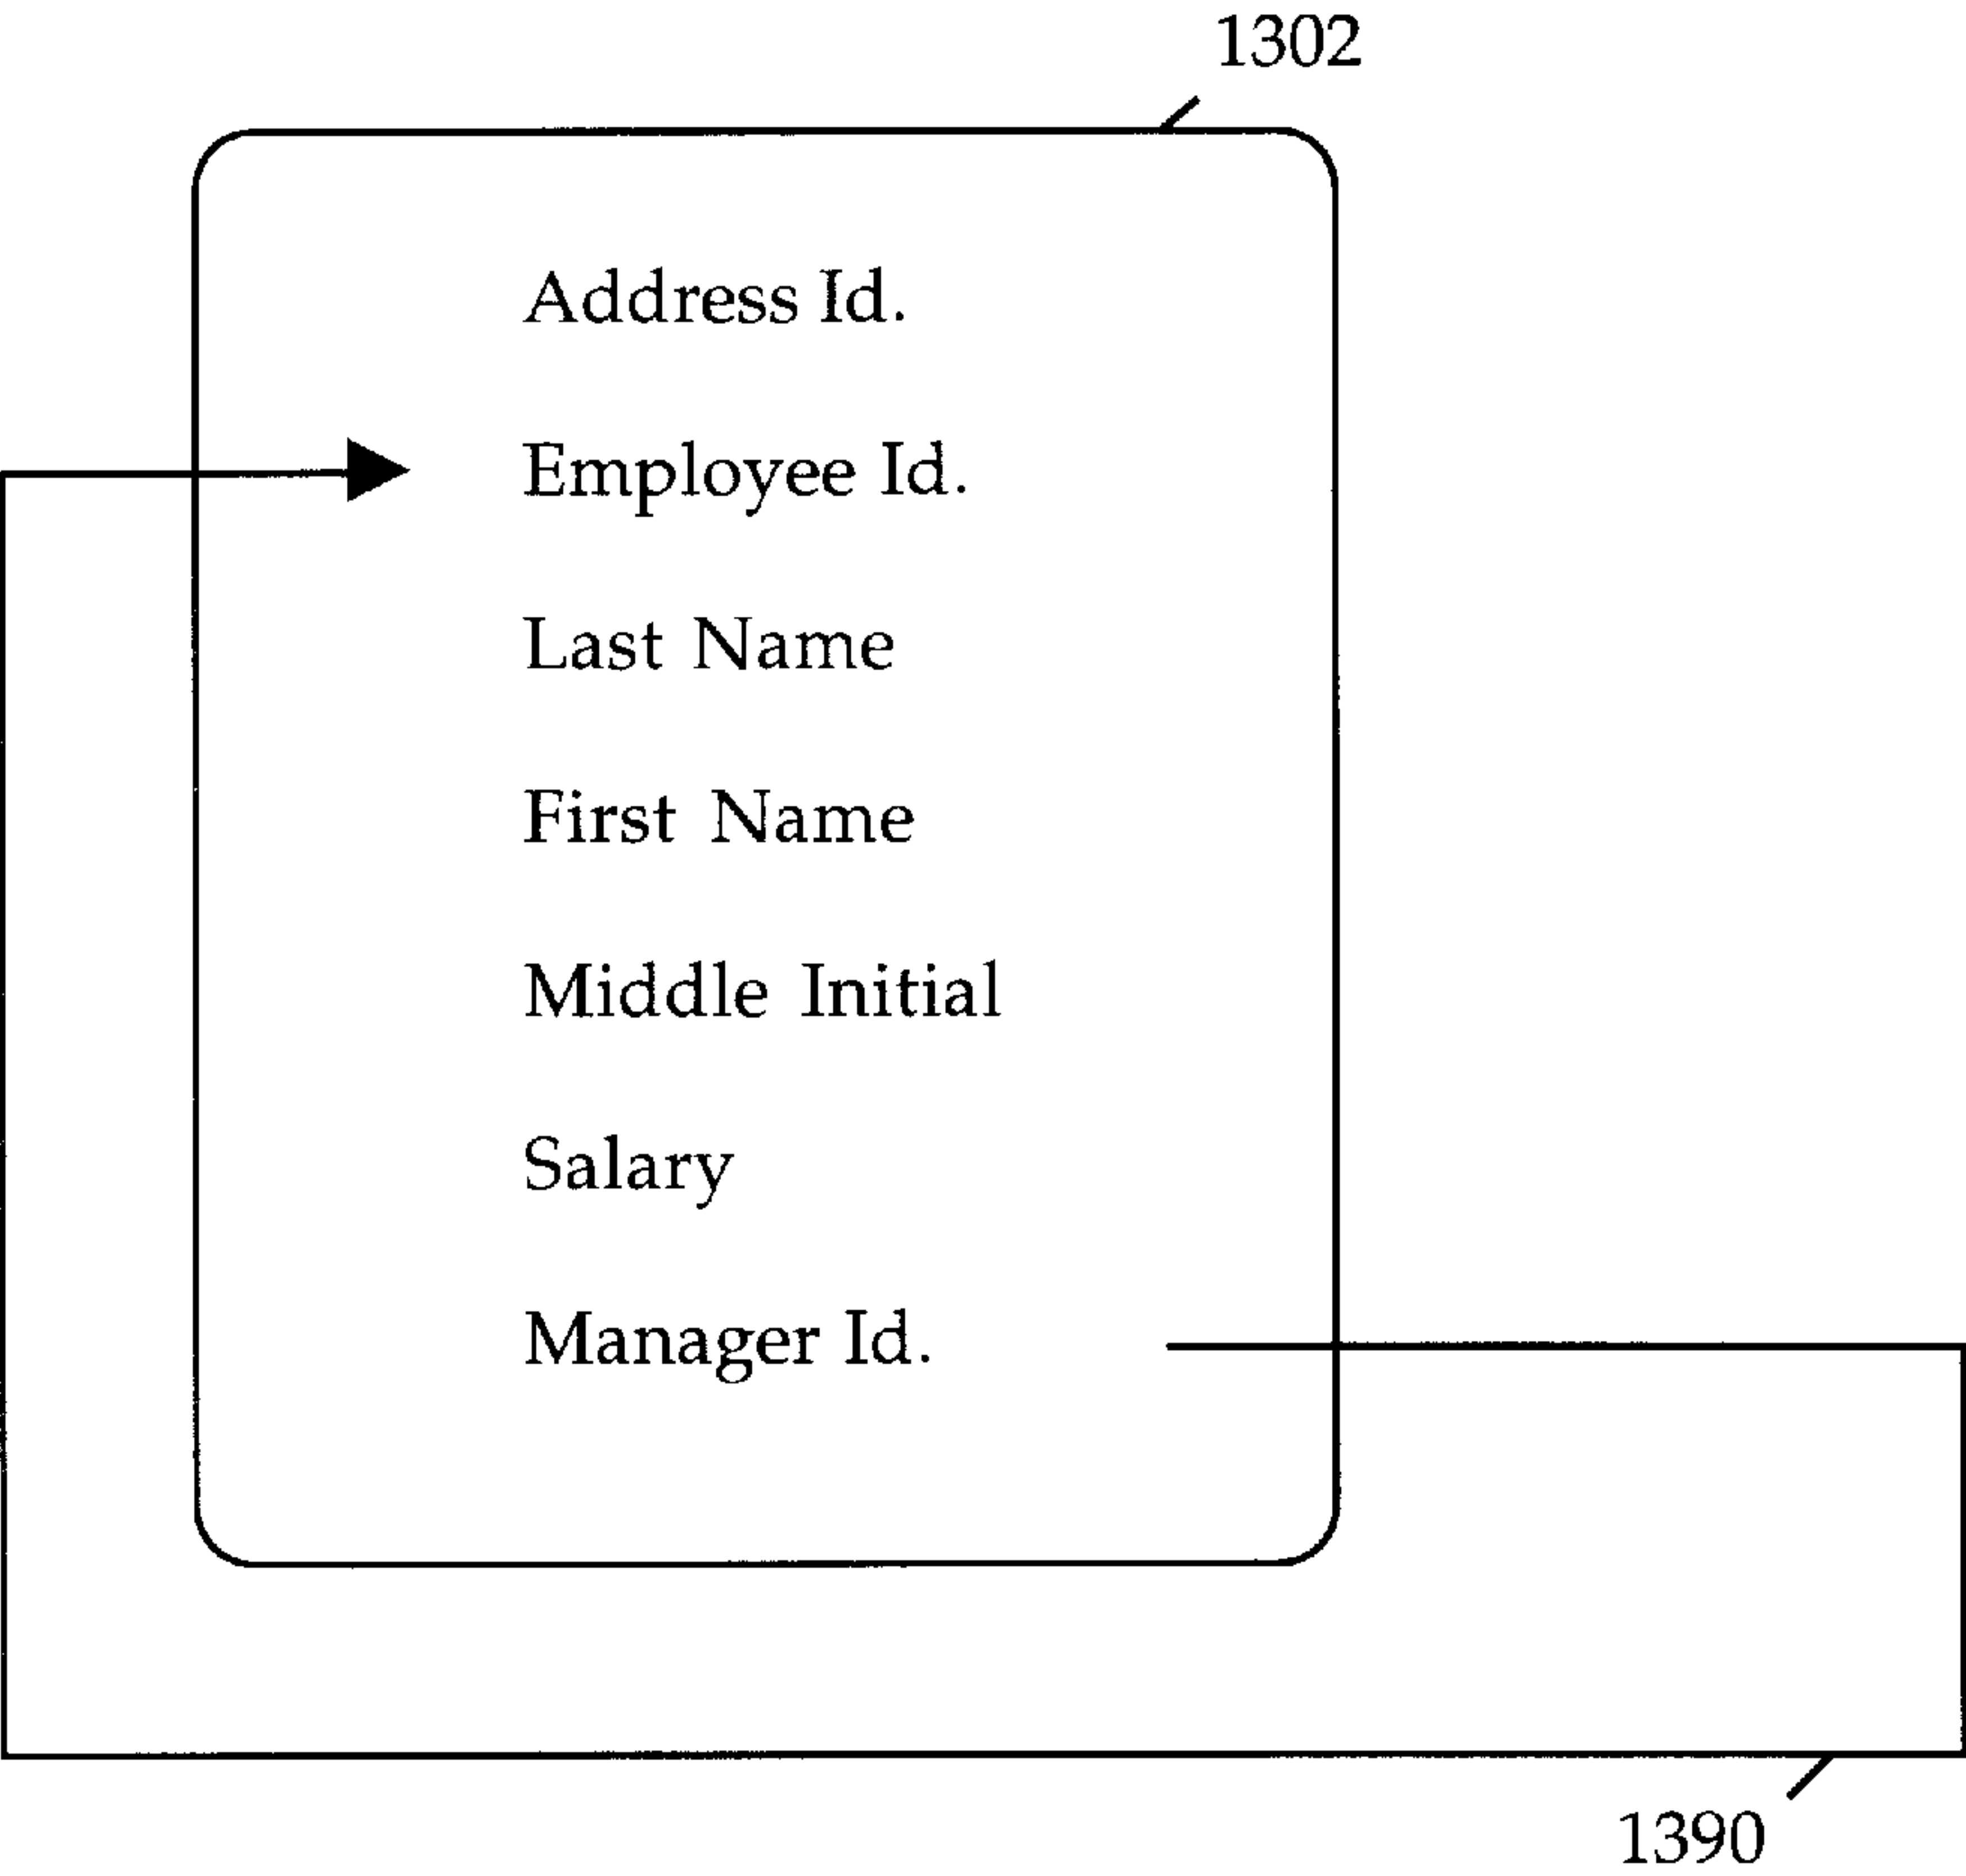 1302
Address Id.
Employee Id.
Last Name
First Name
Middle Initial
Salary
Manager Id.
1390